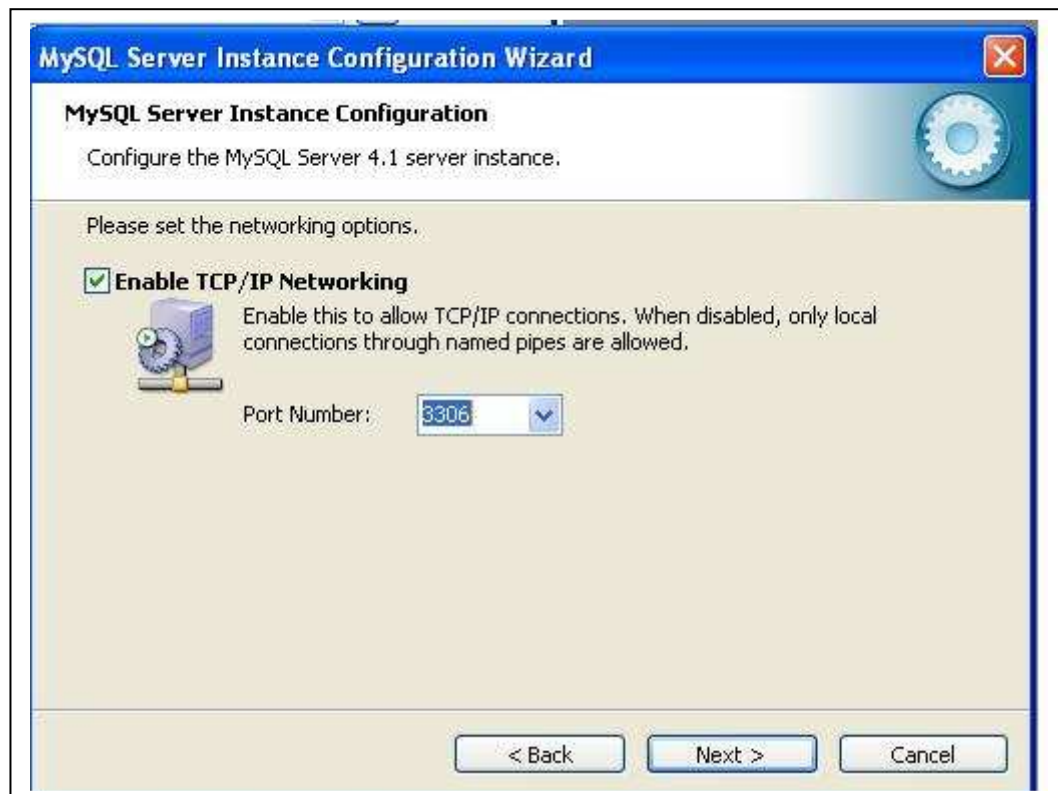 MySQL Server Instance Configuration Wizard
MySQL Server Instance Configuration
Configure the MySQL Server 4.1 server instance.
Please set the networking options.
Enable TCP/IP Networking
Enable this to allow TCP/IP connections. When disabled, only local
connections through named pipes are allowed.
Port Number: 3306
< Back Next > Cancel